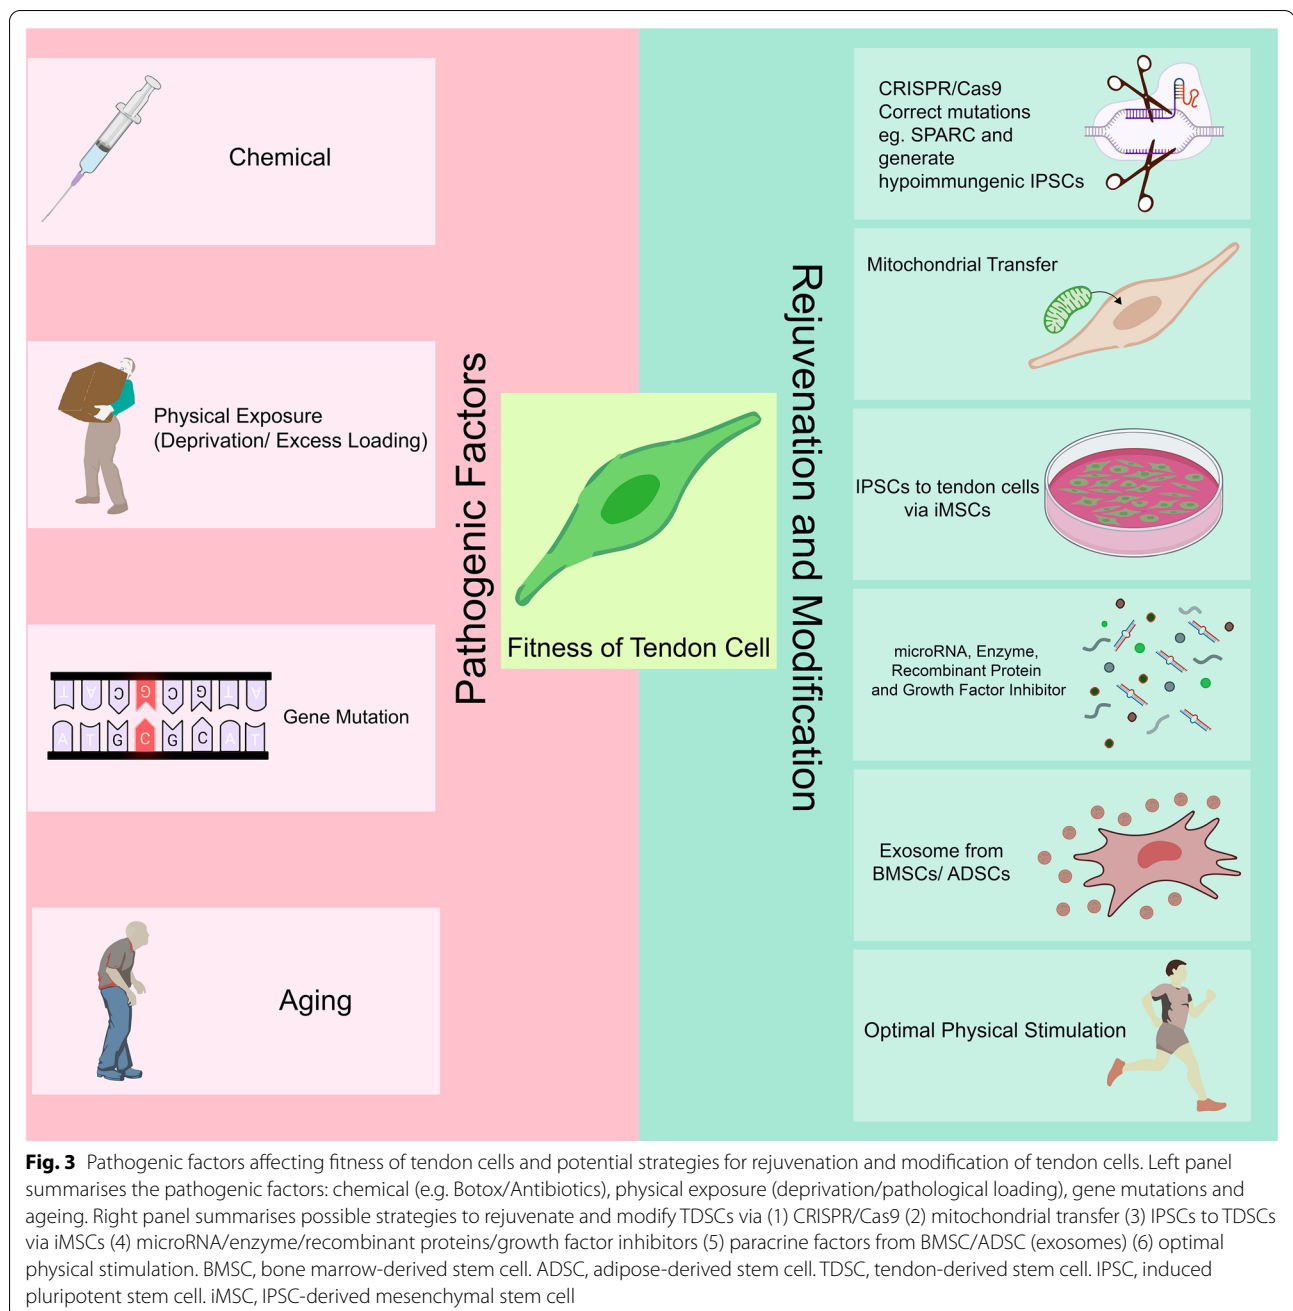 Chemical
Physical Exposure
(Deprivation/ Excess Loading)
T A C G C G T A
A T G C G C A T
Gene Mutation
Aging
Pathogenic Factors
Fitness of Tendon Cell
Rejuvenation and Modification
CRISPR/Cas9
Correct mutations
eg. SPARC and
generate
hypoimmungenic IPSCs
Mitochondrial Transfer
IPSCs to tendon cells
via iMSCs
microRNA, Enzyme,
Recombinant Protein
and Growth Factor Inhibitor
Exosome from
BMSCs/ ADSCs
Optimal Physical Stimulation
Fig. 3 Pathogenic factors affecting fitness of tendon cells and potential strategies for rejuvenation and modification of tendon cells. Left panel
summarises the pathogenic factors: chemical (e.g. Botox/Antibiotics), physical exposure (deprivation/pathological loading), gene mutations and
ageing. Right panel summarises possible strategies to rejuvenate and modify TDSCs via (1) CRISPR/Cas9 (2) mitochondrial transfer (3) IPSCs to TDSCs
via iMSCs (4) microRNA/enzyme/recombinant proteins/growth factor inhibitors (5) paracrine factors from BMSC/ADSC (exosomes) (6) optimal
physical stimulation. BMSC, bone marrow-derived stem cell. ADSC, adipose-derived stem cell. TDSC, tendon-derived stem cell. IPSC, induced
pluripotent stem cell. iMSC, IPSC-derived mesenchymal stem cell